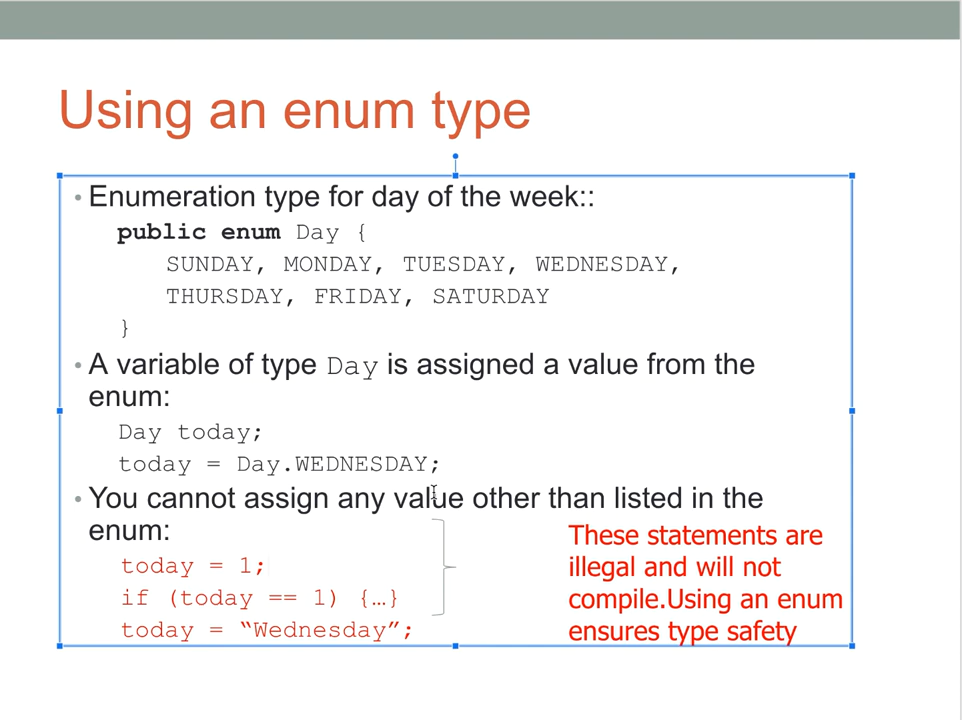 Using an enum type
• Enumeration type for day of the week::
public enum Day {
SUNDAY, MONDAY, TUESDAY, WEDNESDAY,
THURSDAY, FRIDAY, SATURDAY
}
• A variable of type Day is assigned a value from the
enum:
Day today;
today = Day.WEDNESDAY;
• You cannot assign any value other than listed in the
enum:
today = 1;
if (today == 1) {…}
today = “Wednesday”;
These statements are
illegal and will not
compile.Using an enum
ensures type safety